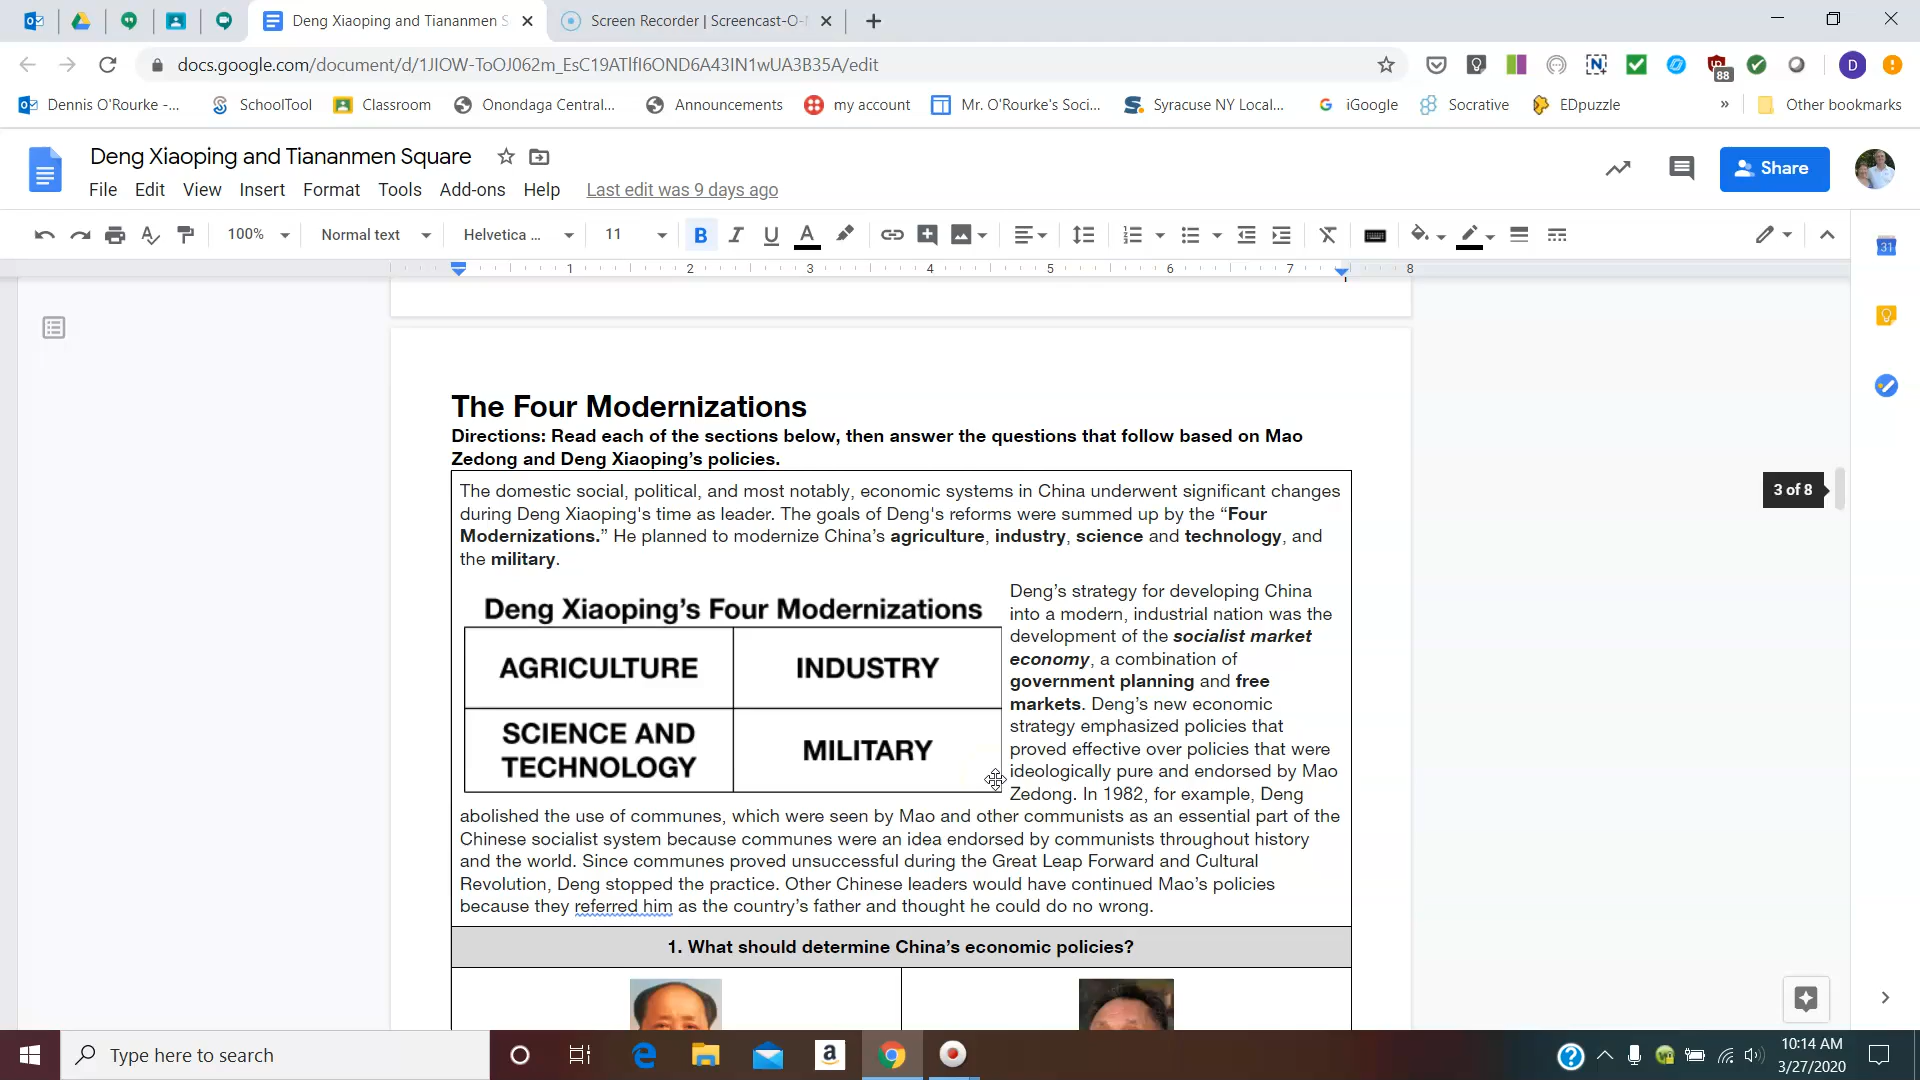 Deng Xiaoping and Tiananmen S
Screen Recorder | Screencast-O-
docs.google.com/document/d/1JIOW-ToOJ062m_EsC19ATlfI6OND6A43IN1wUA3B35A/edit
88
D
Dennis O'Rourke -...
SchoolTool
Classroom
Onondaga Central...
Announcements
my account
Mr. O'Rourke's Soci...
Syracuse NY Local...
iGoogle
Socrative
EDpuzzle
»
Other bookmarks
Deng Xiaoping and Tiananmen Square
File Edit View Insert Format Tools Add-ons Help Last edit was 9 days ago
Share
100% Normal text Helvetica ... 11 B I U A
31
1 2 3 4 5 6 7 8
The Four Modernizations
Directions: Read each of the sections below, then answer the questions that follow based on Mao
Zedong and Deng Xiaoping’s policies.
The domestic social, political, and most notably, economic systems in China underwent significant changes
during Deng Xiaoping's time as leader. The goals of Deng's reforms were summed up by the “Four
Modernizations.” He planned to modernize China’s agriculture, industry, science and technology, and
the military.
Deng Xiaoping’s Four Modernizations
AGRICULTURE
INDUSTRY
SCIENCE AND
TECHNOLOGY
MILITARY
Deng’s strategy for developing China
into a modern, industrial nation was the
development of the socialist market
economy, a combination of
government planning and free
markets. Deng’s new economic
strategy emphasized policies that
proved effective over policies that were
ideologically pure and endorsed by Mao
Zedong. In 1982, for example, Deng
abolished the use of communes, which were seen by Mao and other communists as an essential part of the
Chinese socialist system because communes were an idea endorsed by communists throughout history
and the world. Since communes proved unsuccessful during the Great Leap Forward and Cultural
Revolution, Deng stopped the practice. Other Chinese leaders would have continued Mao’s policies
because they referred him as the country’s father and thought he could do no wrong.
1. What should determine China’s economic policies?
3 of 8
Type here to search
10:14 AM
3/27/2020